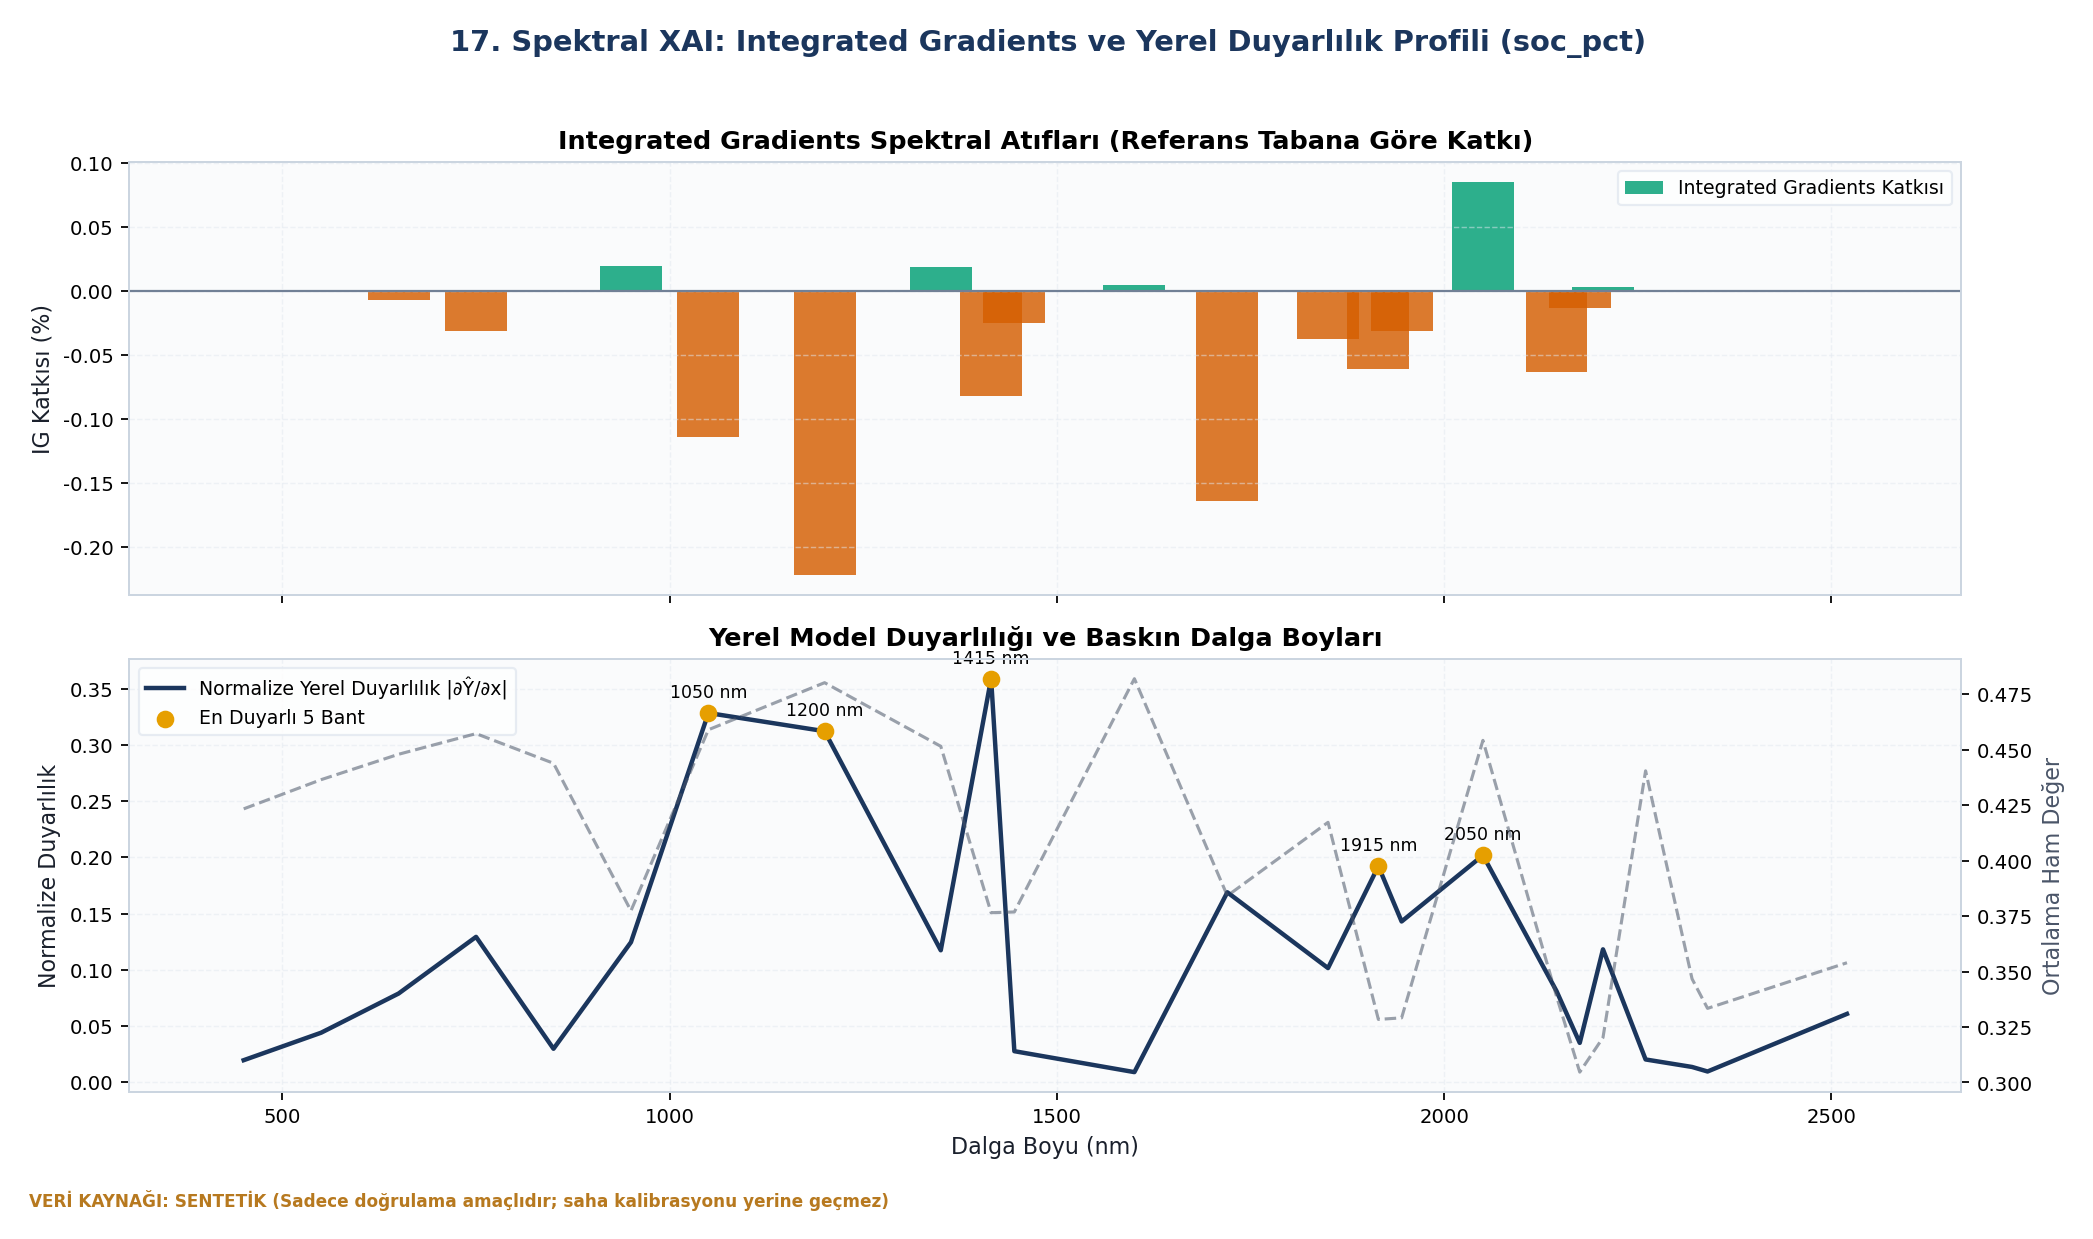 17. Spektral XAI: Integrated Gradients ve Yerel Duyarlılık Profili (soc_pct)
Integrated Gradients Spektral Atıfları (Referans Tabana Göre Katkı)
Integrated Gradients Katkısı
IG Katkısı (%)
0.10
0.05
0.00
-0.05
-0.10
-0.15
-0.20
Yerel Model Duyarlılığı ve Baskın Dalga Boyları
Normalize Yerel Duyarlılık |∂Ŷ/∂x|
En Duyarlı 5 Bant
1050 nm
1200 nm
1415 nm
1915 nm
2050 nm
Normalize Duyarlılık
0.35
0.30
0.25
0.20
0.15
0.10
0.05
0.00
0.475
0.450
0.425
0.400
0.375
0.350
0.325
0.300
Ortalama Ham Değer
500
1000
1500
2000
2500
Dalga Boyu (nm)
VERİ KAYNAĞI: SENTETİK (Sadece doğrulama amaçlıdır; saha kalibrasyonu yerine geçmez)